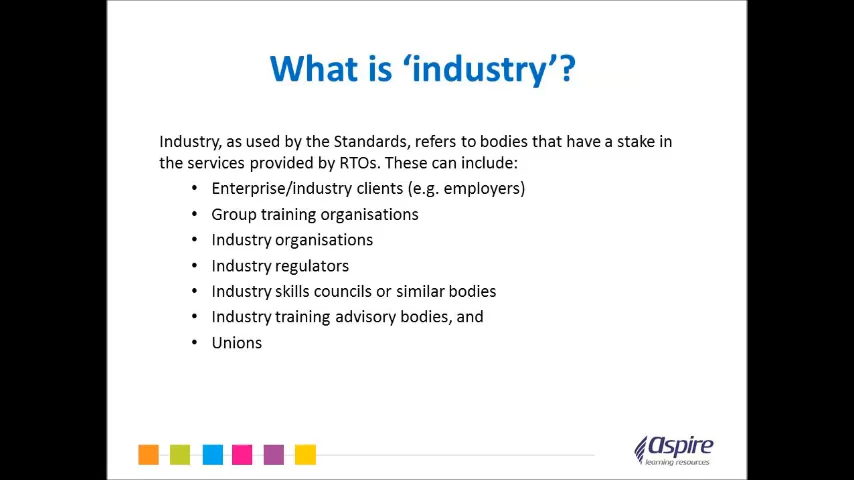 What is ‘industry’?
Industry, as used by the Standards, refers to bodies that have a stake in
the services provided by RTOs. These can include:
• Enterprise/industry clients (e.g. employers)
• Group training organisations
• Industry organisations
• Industry regulators
• Industry skills councils or similar bodies
• Industry training advisory bodies, and
• Unions
aspire
learning resources